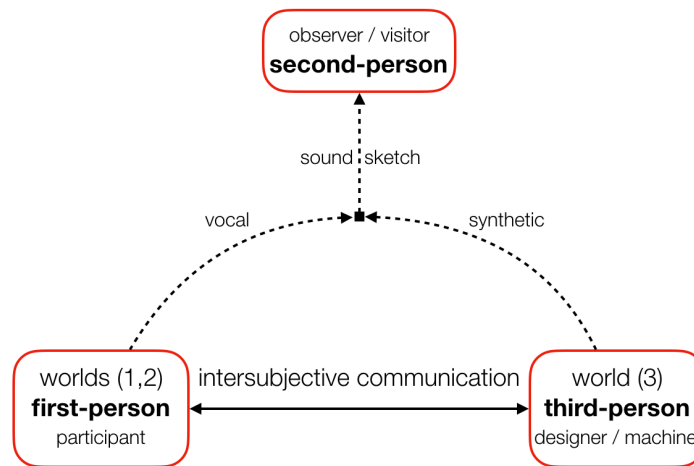 observer / visitor
second-person
sound sketch
vocal
synthetic
worlds (1,2)
first-person
participant
intersubjective communication
world (3)
third-person
designer / machine